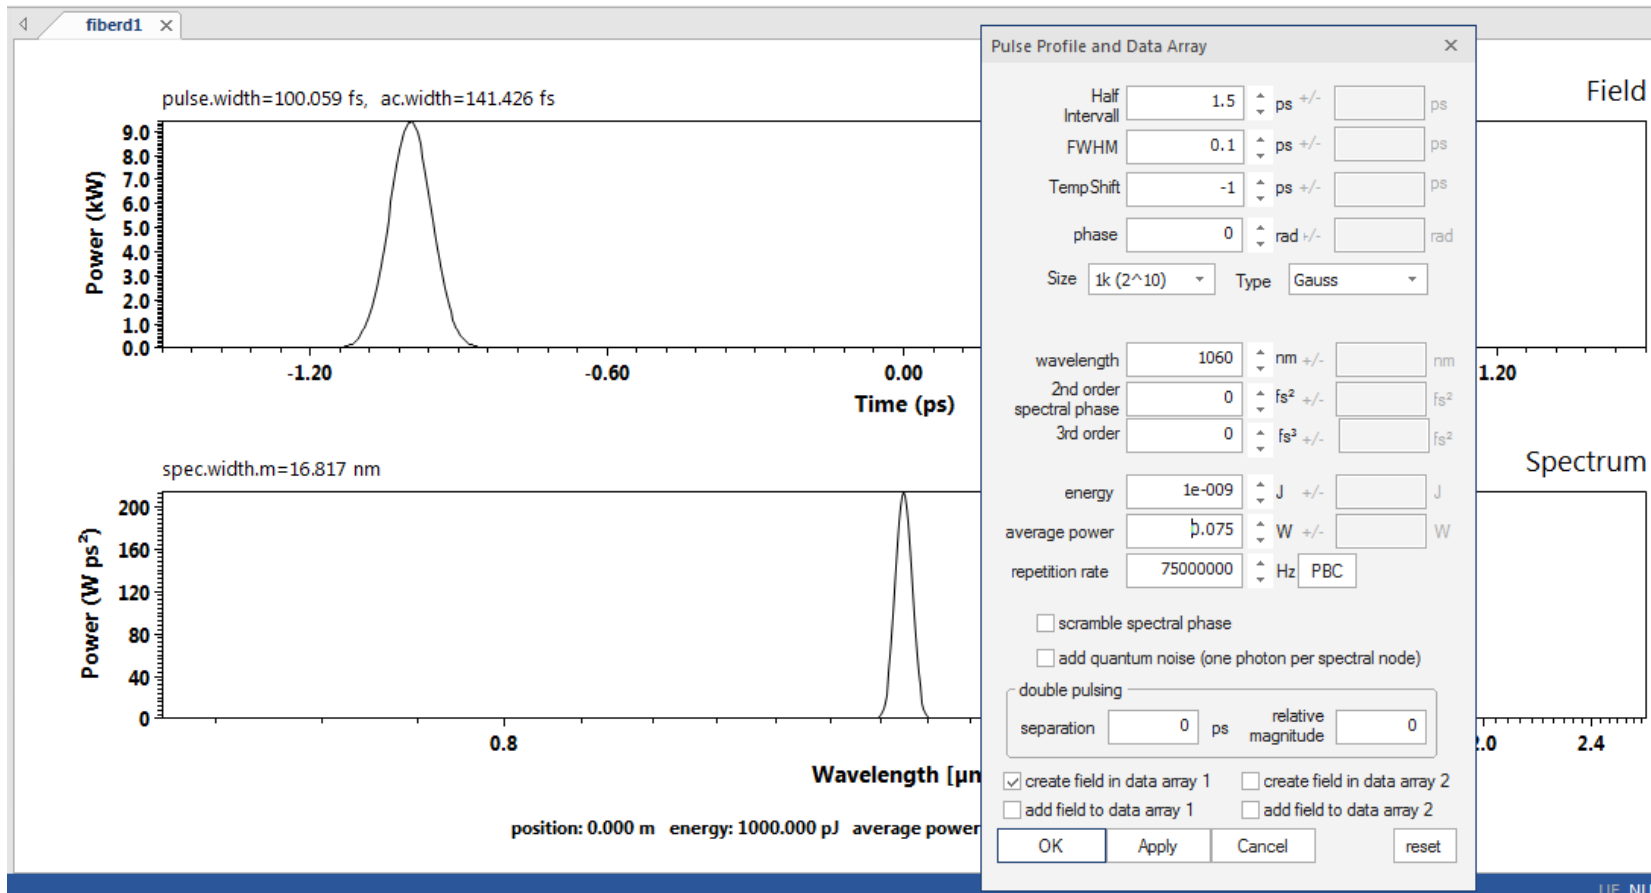 fiberd1
Pulse Profile and Data Array
pulse.width=100.059 fs, ac.width=141.426 fs
Field
Power (kW)
9.0
8.0
7.0
6.0
5.0
4.0
3.0
2.0
1.0
0.0
-1.20
-0.60
0.00
1.20
Time (ps)
spec.width.m=16.817 nm
Spectrum
Power (W ps²)
200
160
120
80
40
0
0.8
2.0
2.4
Wavelength [µm
position: 0.000 m energy: 1000.000 pJ average power
Half Intervall 1.5 ps +/- ps
FWHM 0.1 ps +/- ps
TempShift -1 ps +/- ps
phase 0 rad +/- rad
Size 1k (2^10) Type Gauss
wavelength 1060 nm +/- nm
2nd order spectral phase 0 fs² +/- fs²
3rd order 0 fs³ +/- fs²
energy 1e-009 J +/- J
average power 0.075 W +/- W
repetition rate 75000000 Hz PBC
scramble spectral phase
add quantum noise (one photon per spectral node)
double pulsing
separation 0 ps relative magnitude 0
create field in data array 1 create field in data array 2
add field to data array 1 add field to data array 2
OK Apply Cancel reset